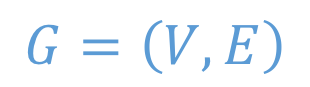 G = (V, E)